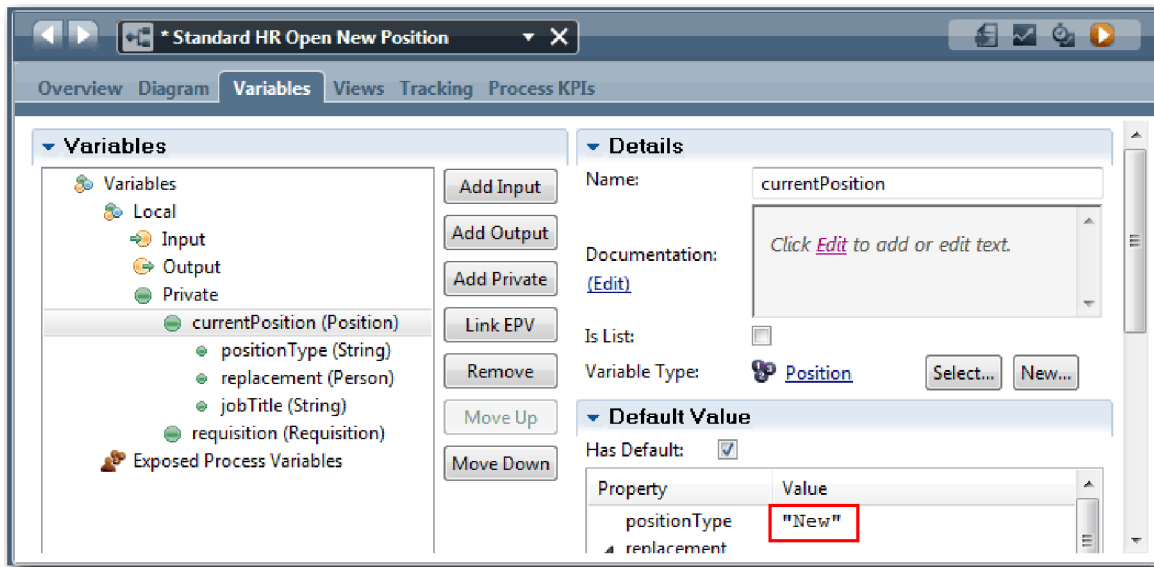 * Standard HR Open New Position
Overview Diagram Variables Views Tracking Process KPIs
Variables
Variables
Local
Input
Output
Private
currentPosition (Position)
positionType (String)
replacement (Person)
jobTitle (String)
requisition (Requisition)
Exposed Process Variables
Add Input
Add Output
Add Private
Link EPV
Remove
Move Up
Move Down
Details
Name: currentPosition
Documentation: (Edit)
Click Edit to add or edit text.
Is List:
Variable Type: Position Select... New...
Default Value
Has Default:
Property Value
positionType "New"
replacement